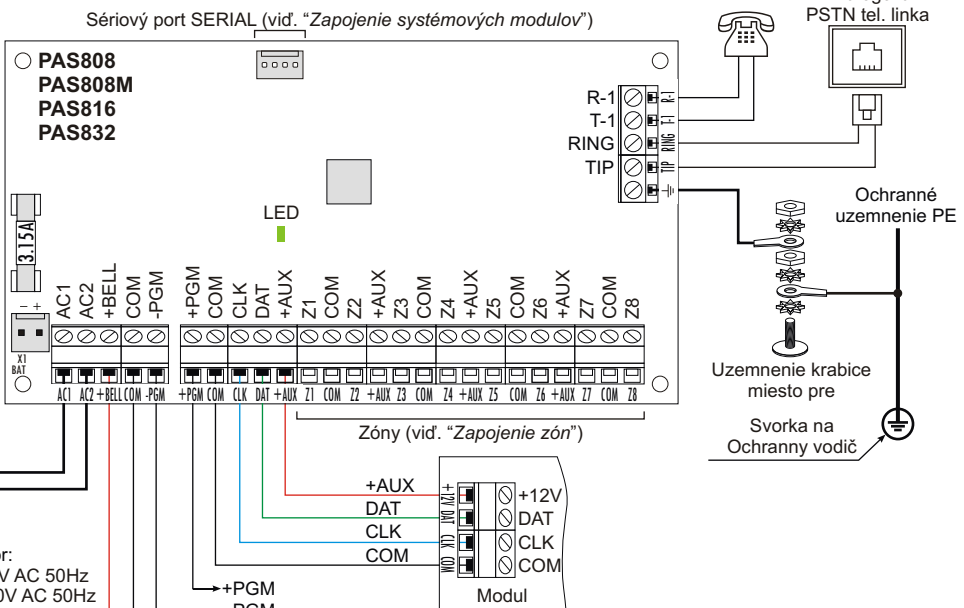 PSTN tel. linka
Sériový port SERIAL (viď. “Zapojenie systémových modulov”)
PAS808
PAS808M
PAS816
PAS832
R-1
T-1
RING
TIP
R-1
T-1
RING
TIP
Ochranné
uzemnenie PE
3.15A
LED
- +
X1
BAT
AC1 AC2 +BELL COM -PGM +PGM COM CLK DAT +AUX Z1 COM Z2 +AUX Z3 COM Z4 +AUX Z5 COM Z6 +AUX Z7 COM Z8
AC1 AC2 +BELL COM -PGM +PGM COM CLK DAT +AUX Z1 COM Z2 +AUX Z3 COM Z4 +AUX Z5 COM Z6 +AUX Z7 COM Z8
Uzemnenie krabice
miesto pre
Svorka na
Ochranny vodič
Zóny (viď. “Zapojenie zón”)
+AUX
DAT
CLK
COM
+12V
DAT
CLK
COM
+12V
DAT
CLK
COM
Modul
V AC 50Hz
0V AC 50Hz
+PGM